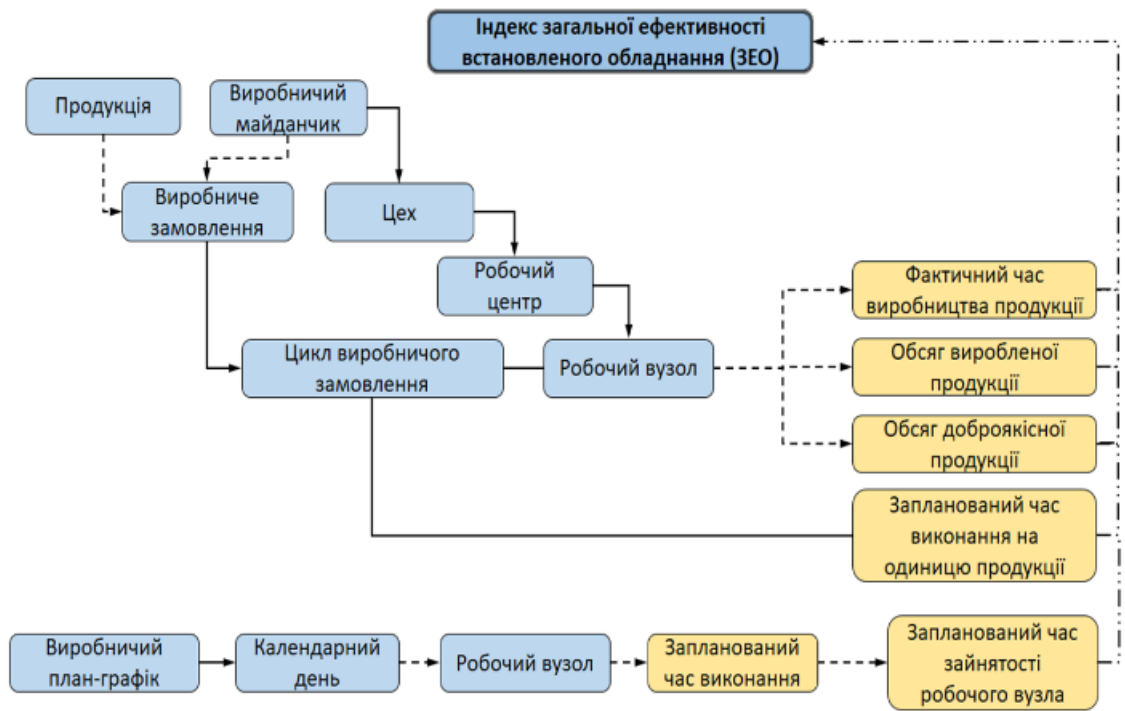 Індекс загальної ефективності
встановленого обладнання (ЗЕО)
Продукція
Виробничий
майданчик
Виробниче
замовлення
Цех
Робочий
центр
Фактичний час
виробництва продукції
Цикл виробничого
замовлення
Робочий вузол
Обсяг виробленої
продукції
Обсяг доброякісної
продукції
Запланований час
виконання на
одиницю продукції
Виробничий
план-графік
Календарний
день
Робочий вузол
Запланований
час виконання
Запланований час
зайнятості
робочого вузла